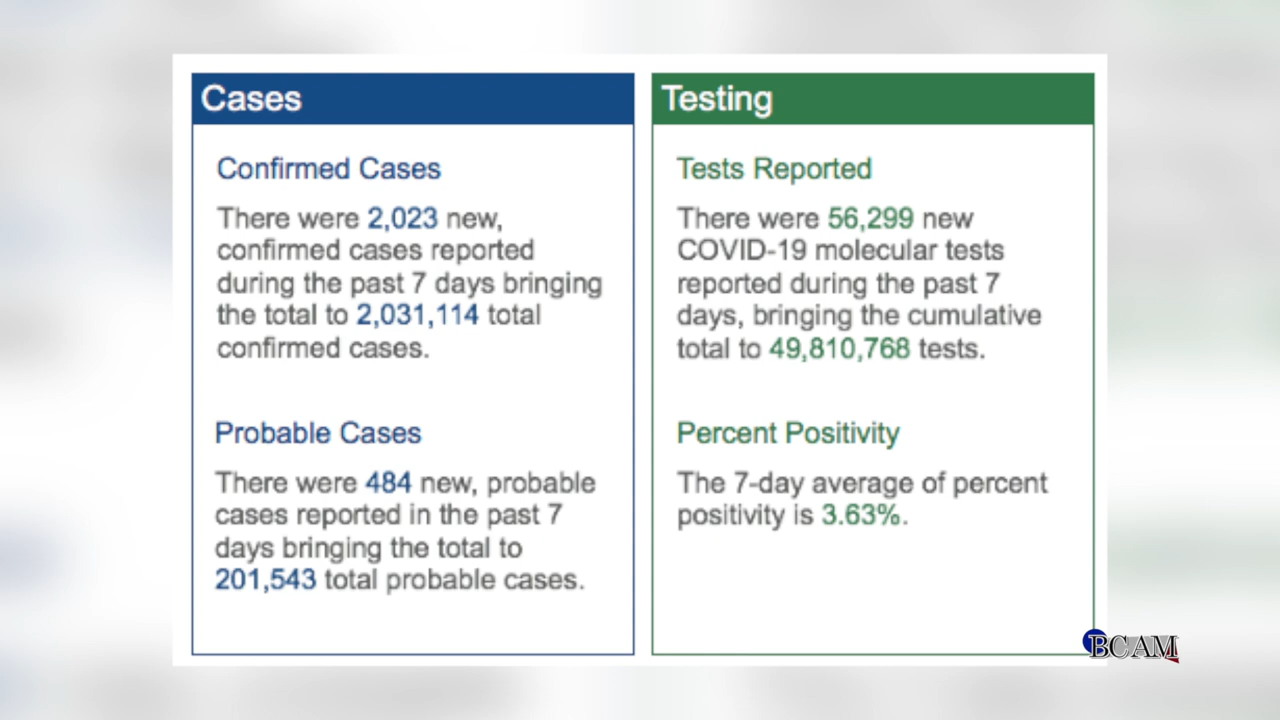 Cases
Confirmed Cases
There were 2,023 new,
confirmed cases reported
during the past 7 days bringing
the total to 2,031,114 total
confirmed cases.
Probable Cases
There were 484 new, probable
cases reported in the past 7
days bringing the total to
201,543 total probable cases.
Testing
Tests Reported
There were 56,299 new
COVID-19 molecular tests
reported during the past 7
days, bringing the cumulative
total to 49,810,768 tests.
Percent Positivity
The 7-day average of percent
positivity is 3.63%.
BCAM